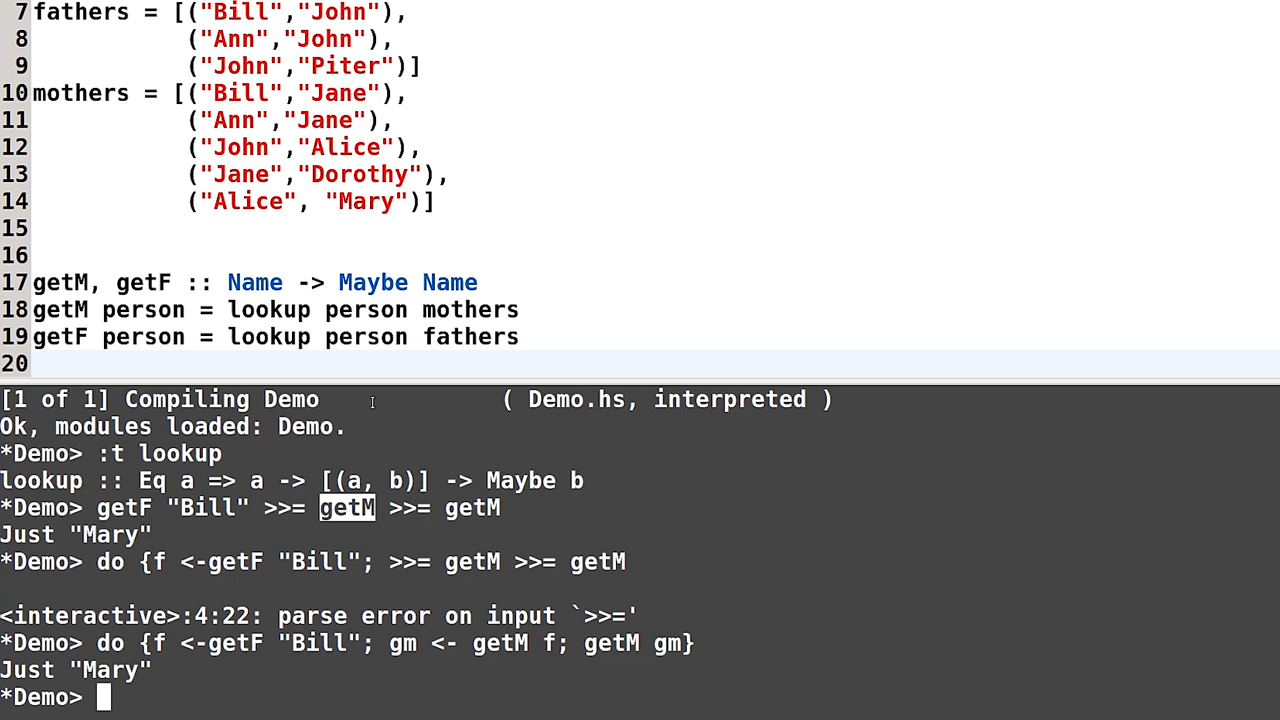 7 fathers = [("Bill","John"),
8            ("Ann","John"),
9            ("John","Piter")]
10 mothers = [("Bill","Jane"),
11            ("Ann","Jane"),
12            ("John","Alice"),
13            ("Jane","Dorothy"),
14            ("Alice", "Mary")]
15
16
17 getM, getF :: Name -> Maybe Name
18 getM person = lookup person mothers
19 getF person = lookup person fathers
20
[1 of 1] Compiling Demo             ( Demo.hs, interpreted )
Ok, modules loaded: Demo.
*Demo> :t lookup
lookup :: Eq a => a -> [(a, b)] -> Maybe b
*Demo> getF "Bill" >>= getM >>= getM
Just "Mary"
*Demo> do {f <-getF "Bill"; >>= getM >>= getM
<interactive>:4:22: parse error on input `>>='
*Demo> do {f <-getF "Bill"; gm <- getM f; getM gm}
Just "Mary"
*Demo>